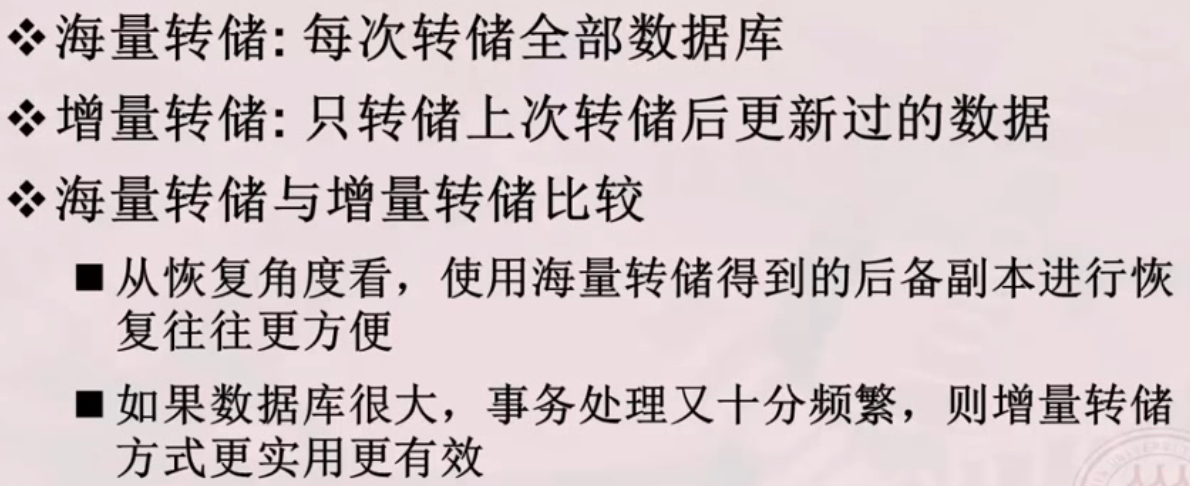 ❖海量转储: 每次转储全部数据库
❖增量转储: 只转储上次转储后更新过的数据
❖海量转储与增量转储比较
■从恢复角度看，使用海量转储得到的后备副本进行恢
复往往更方便
■如果数据库很大，事务处理又十分频繁，则增量转储
方式更实用更有效